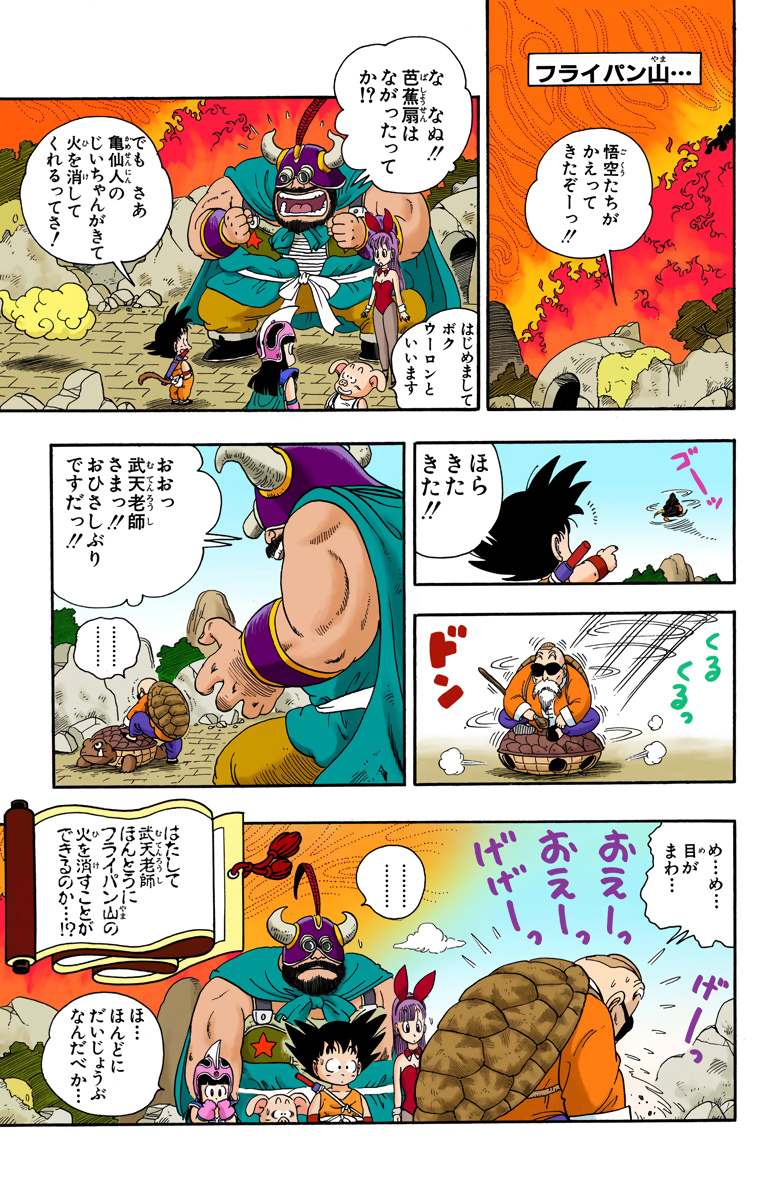 フライパン山…
悟空たちが
かえって
きたぞーっ!!
な なぬ!!
芭蕉扇は
ながったって
か!?
でも さあ
亀仙人の
じいちゃんがきて
火を消して
くれるってさ!
はじめまして
ボク
ウーロンと
いいます
ゴーーッ
ほら
きた
きた!!
くる
くるっ
ドン
おおっ
武天老師
さまっ!!
おひさしぶり
ですだっ!!
………
め…め…
目が
まわ…
おえーっ
おえーっ
げげーっ
げーっ
………
はたして
武天老師
ほんとうに
フライパン山の
火を消すことが
できるのか…!?
ほ…
ほんどに
だいじょうぶ
なんだべか…